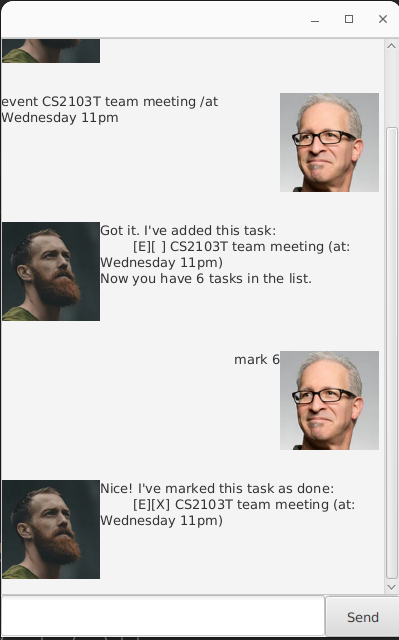 event CS2103T team meeting /at
Wednesday 11pm
Got it. I've added this task:
[E][ ] CS2103T team meeting (at:
Wednesday 11pm)
Now you have 6 tasks in the list.
mark 6
Nice! I've marked this task as done:
[E][X] CS2103T team meeting (at:
Wednesday 11pm)
Send